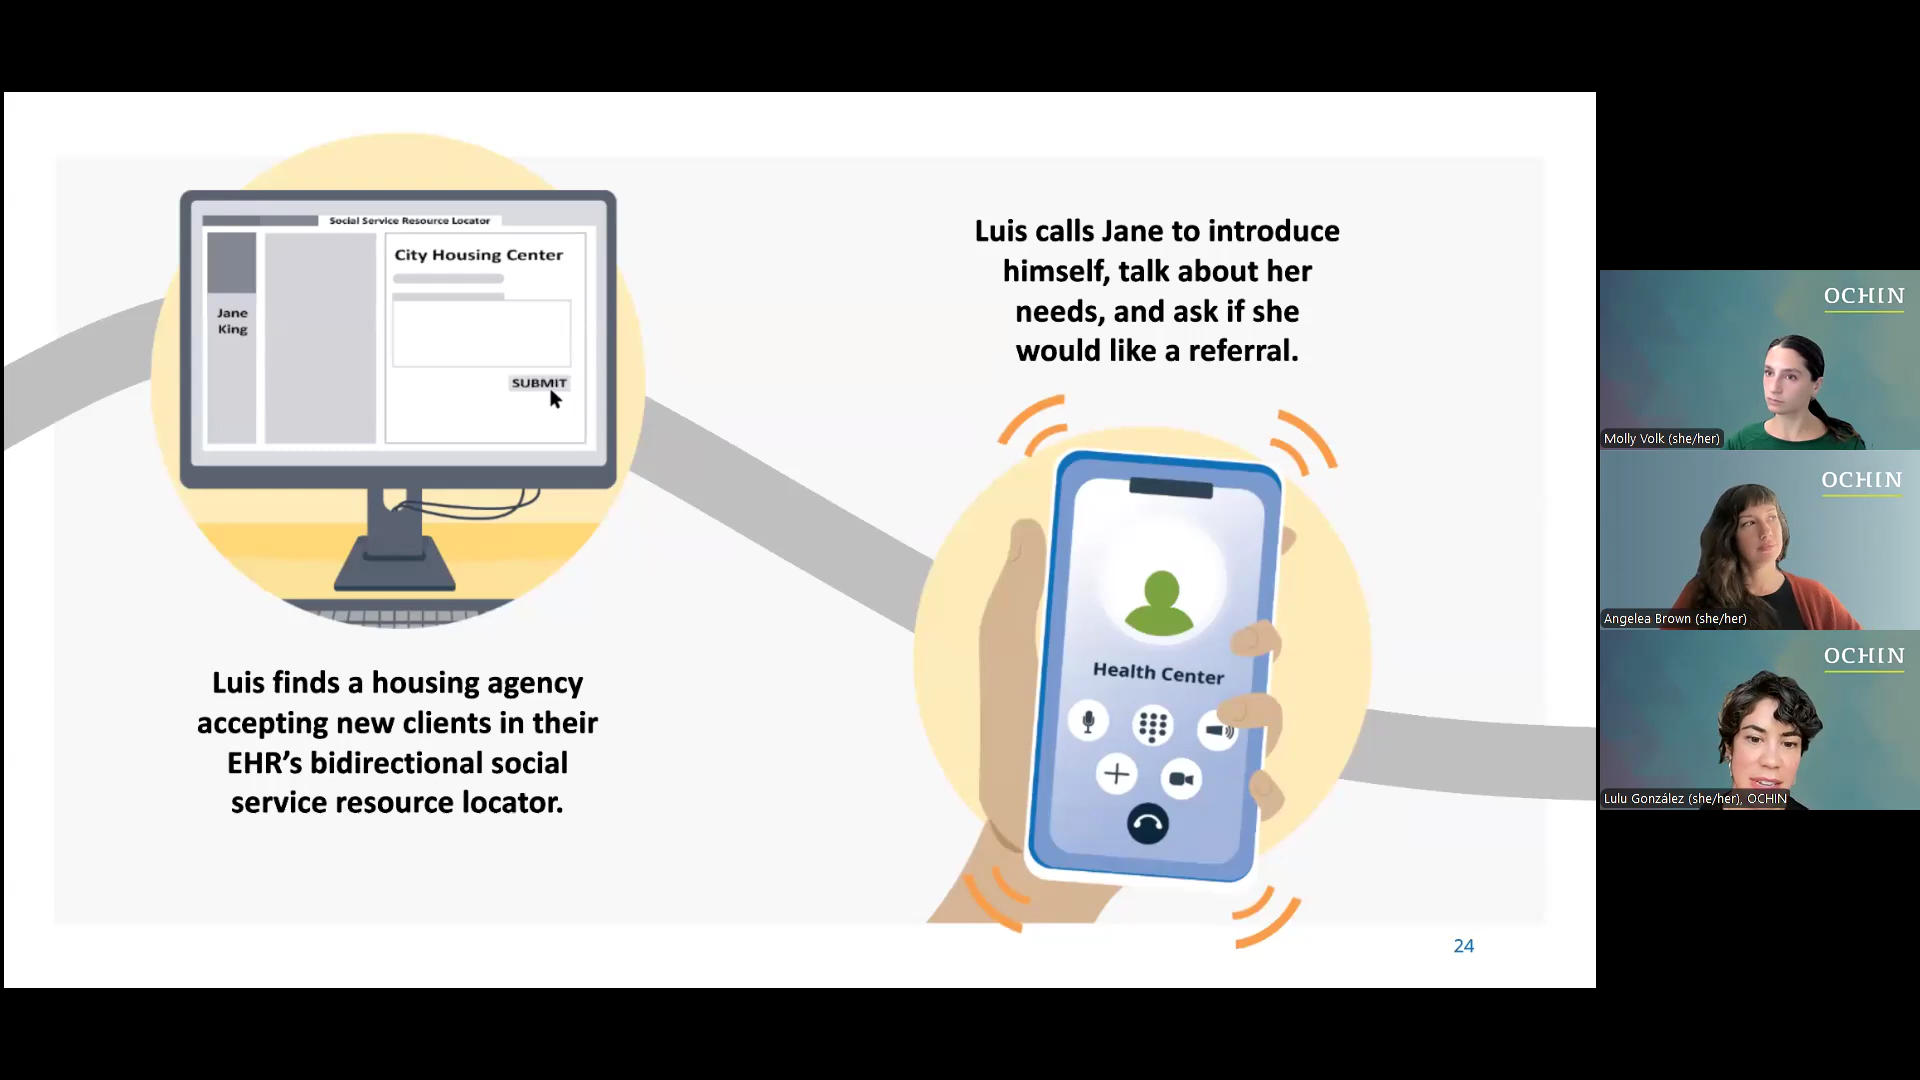 Social Service Resource Locator
City Housing Center
Jane
King
SUBMIT
Luis finds a housing agency
accepting new clients in their
EHR’s bidirectional social
service resource locator.
Luis calls Jane to introduce
himself, talk about her
needs, and ask if she
would like a referral.
Health Center
24
OCHIN
Molly Volk (she/her)
OCHIN
Angelea Brown (she/her)
OCHIN
Lulu González (she/her), OCHIN